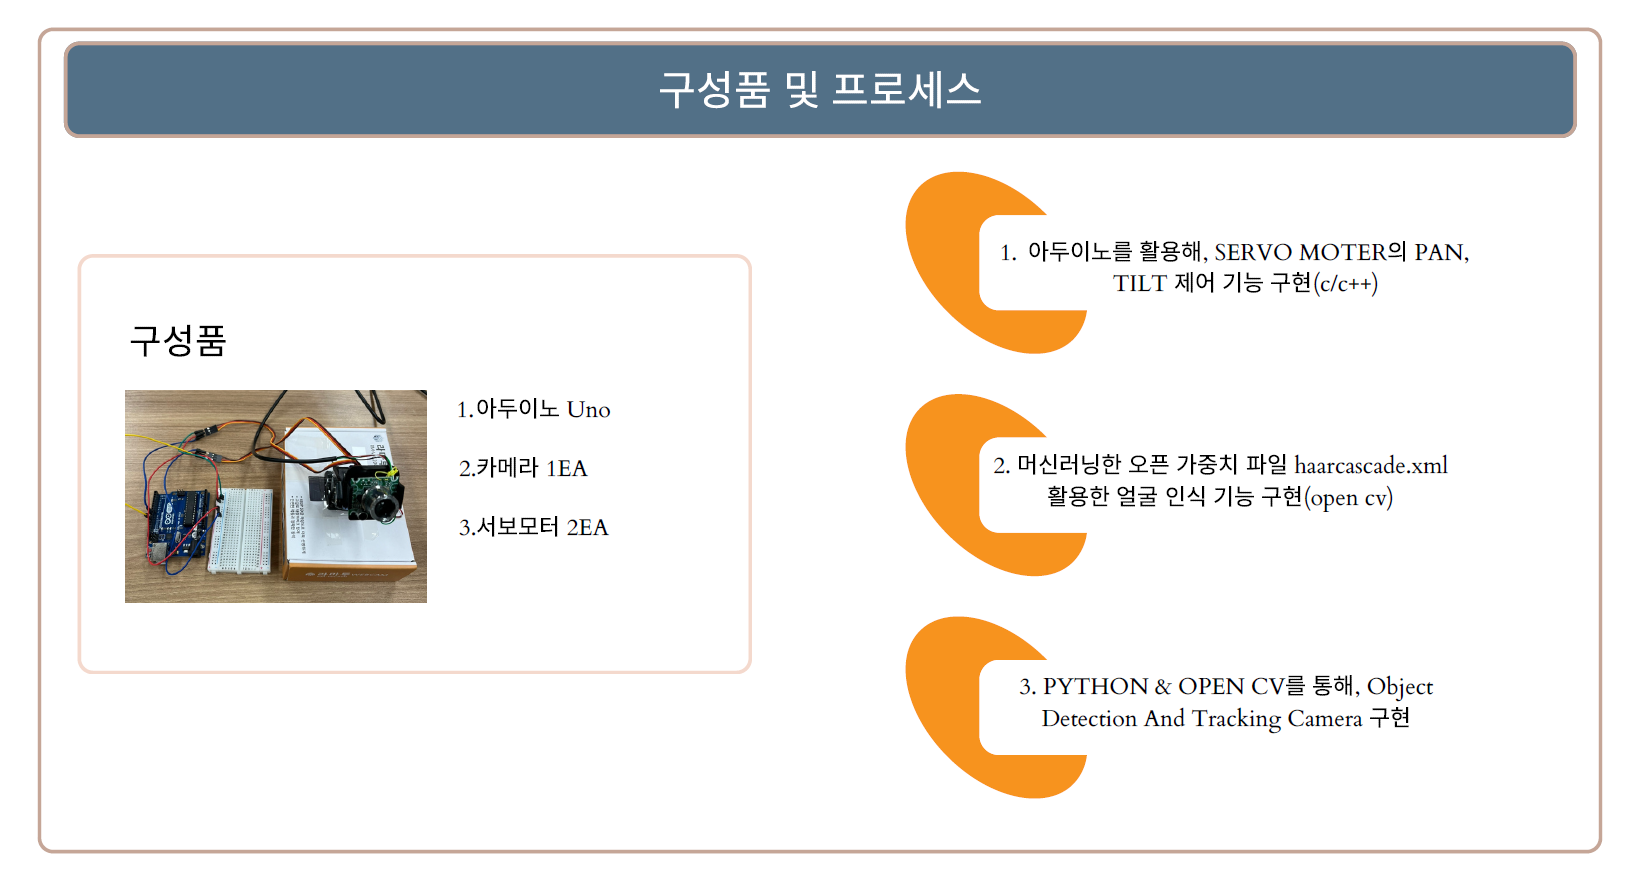 구성품 및 프로세스
구성품
1.아두이노 Uno
2.카메라 1EA
3.서보모터 2EA
1. 아두이노를 활용해, SERVO MOTER의 PAN,
TILT 제어 기능 구현(c/c++)
2. 머신러닝한 오픈 가중치 파일 haarcascade.xml
활용한 얼굴 인식 기능 구현(open cv)
3. PYTHON & OPEN CV를 통해, Object
Detection And Tracking Camera 구현